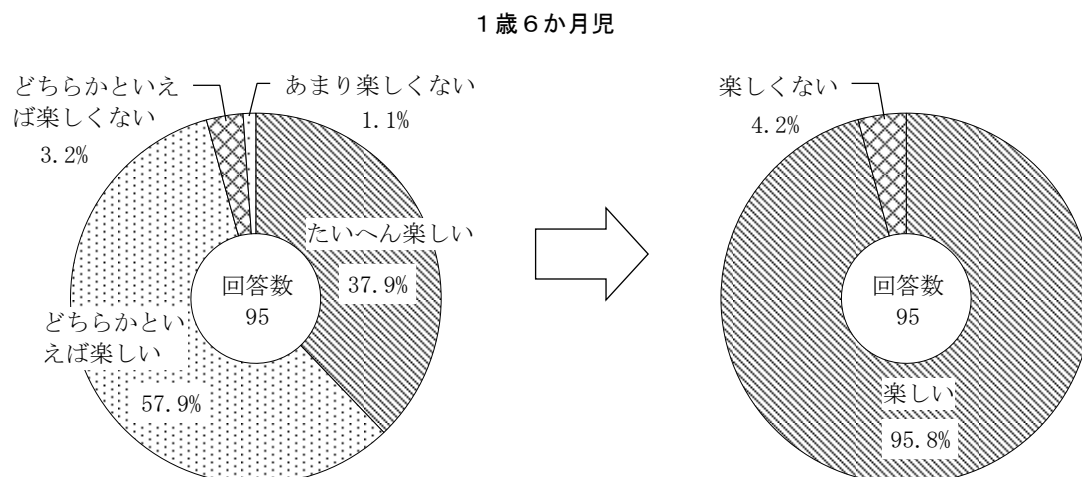 １歳６か月児
どちらかといえ
ば楽しくない
3.2%
あまり楽しくない
1.1%
たいへん楽しい
37.9%
回答数
95
どちらかとい
えば楽しい
57.9%
楽しくない
4.2%
回答数
95
楽しい
95.8%